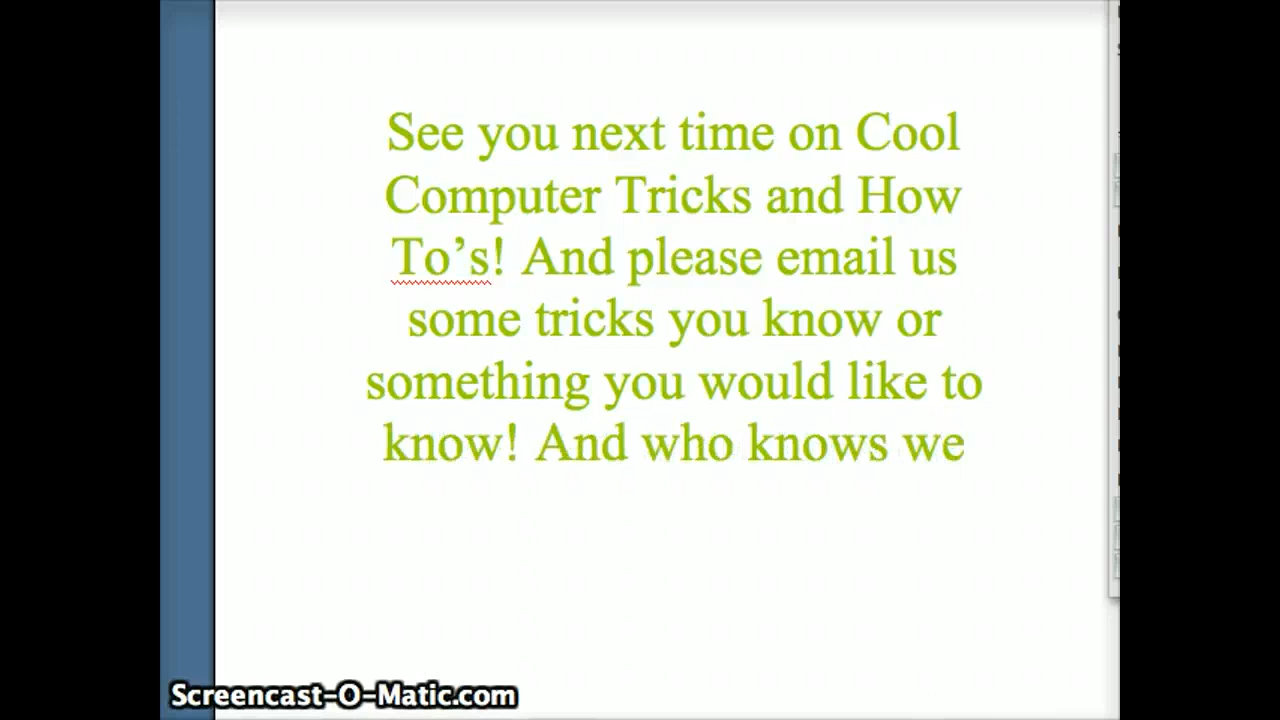 See you next time on Cool
Computer Tricks and How
To’s! And please email us
some tricks you know or
something you would like to
know! And who knows we
Screencast-O-Matic.com